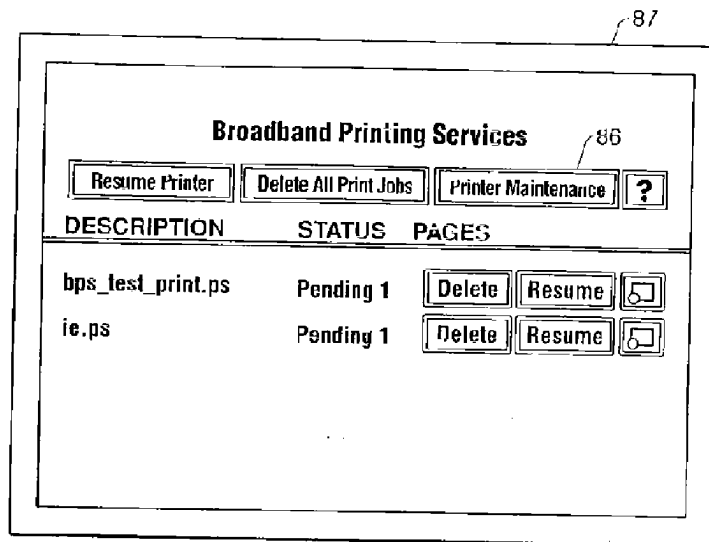 87
Broadband Printing Services
86
Resume Printer Delete All Print Jobs Printer Maintenance ?
DESCRIPTION STATUS PAGES
bps_test_print.ps Pending 1 Delete Resume
ie.ps Pending 1 Delete Resume